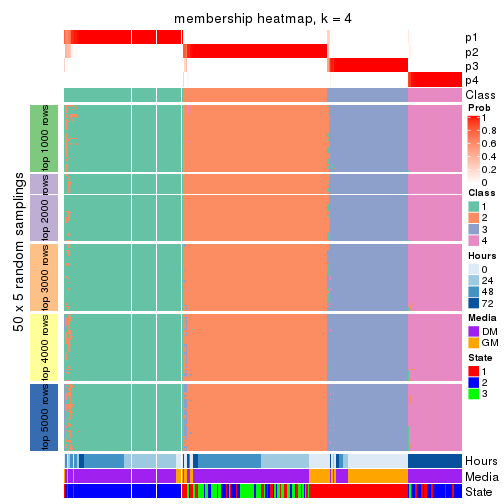 membership heatmap, k = 4
p1
p2
p3
p4
Class
50 x 5 random samplings
top 1000 rows
top 2000 rows
top 3000 rows
top 4000 rows
top 5000 rows
Prob
1
0.8
0.6
0.4
0.2
0
Class
1
2
3
4
Hours
0
24
48
72
Media
DM
GM
State
1
2
3
Hours
Media
State